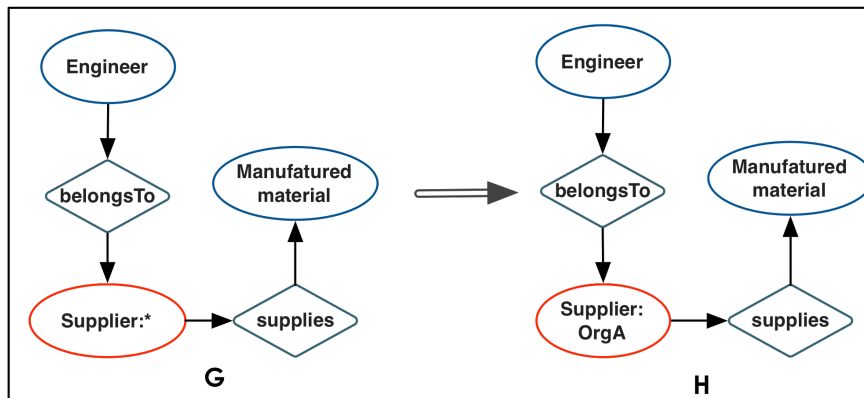 Engineer
belongsTo
Manufatured
material
Supplier:*
supplies
G
Engineer
belongsTo
Manufatured
material
Supplier:
OrgA
supplies
H